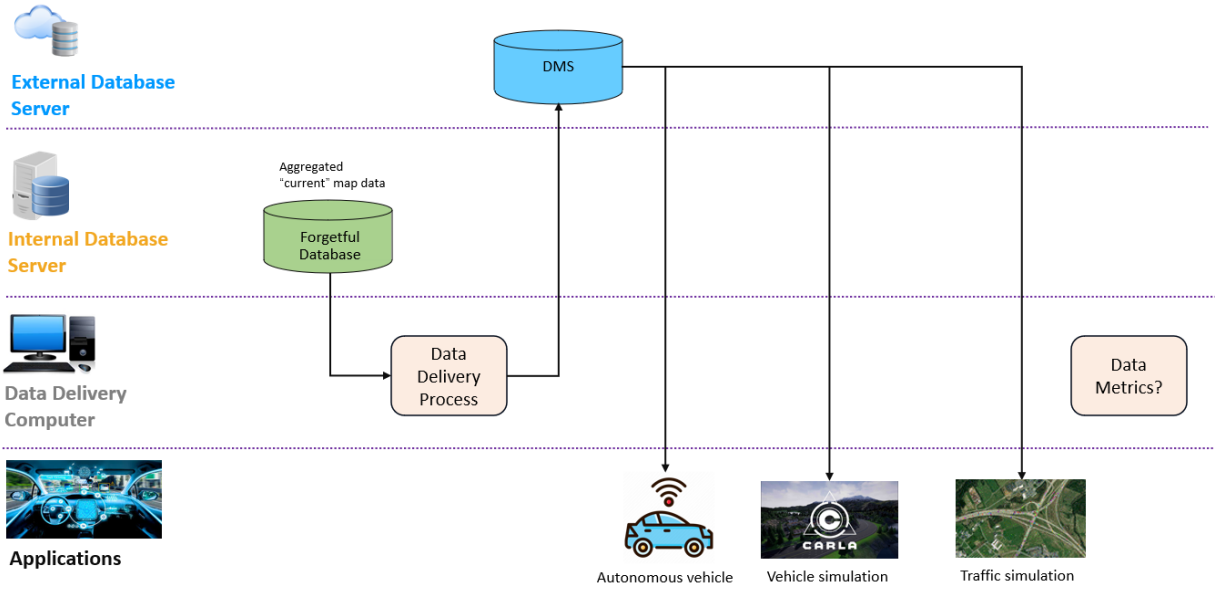 External Database
Server
DMS
Aggregated
“current” map data
Internal Database
Server
Forgetful
Database
Data Delivery
Computer
Data
Delivery
Process
Data
Metrics?
Applications
CARLA
Autonomous vehicle
Vehicle simulation
Traffic simulation